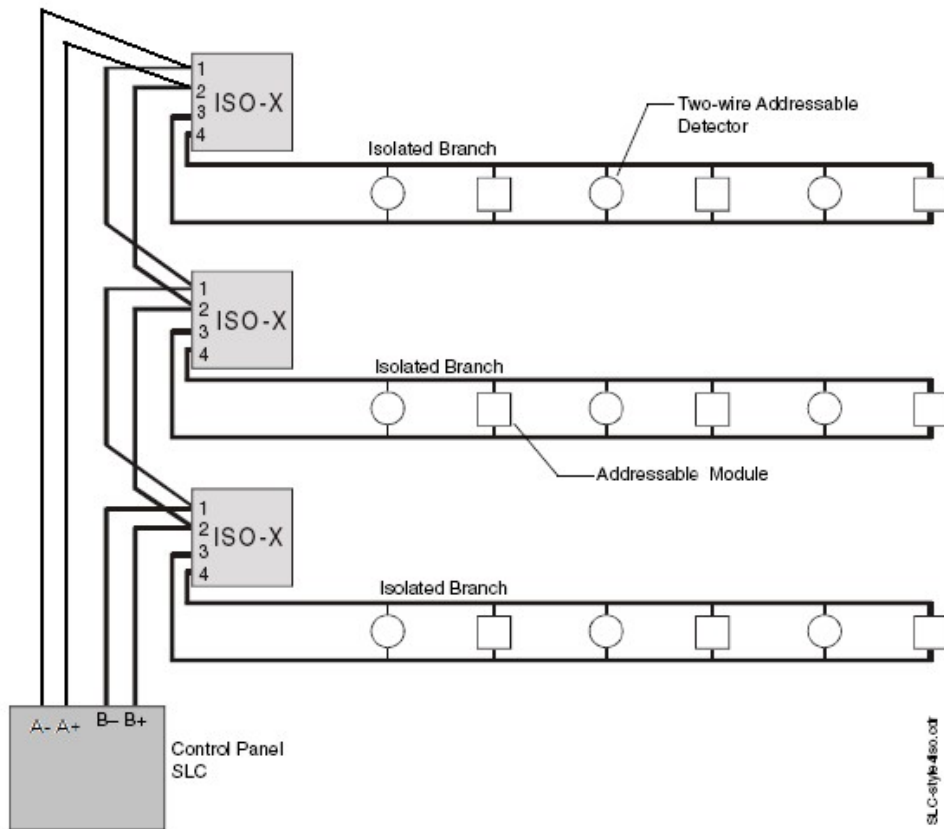 1
2
3
4
ISO-X
Two-wire Addressable
Detector
Isolated Branch
1
2
3
4
ISO-X
Isolated Branch
Addressable Module
1
2
3
4
ISO-X
Isolated Branch
A- A+ B– B+
Control Panel
SLC
SLC-style4iso.cdr